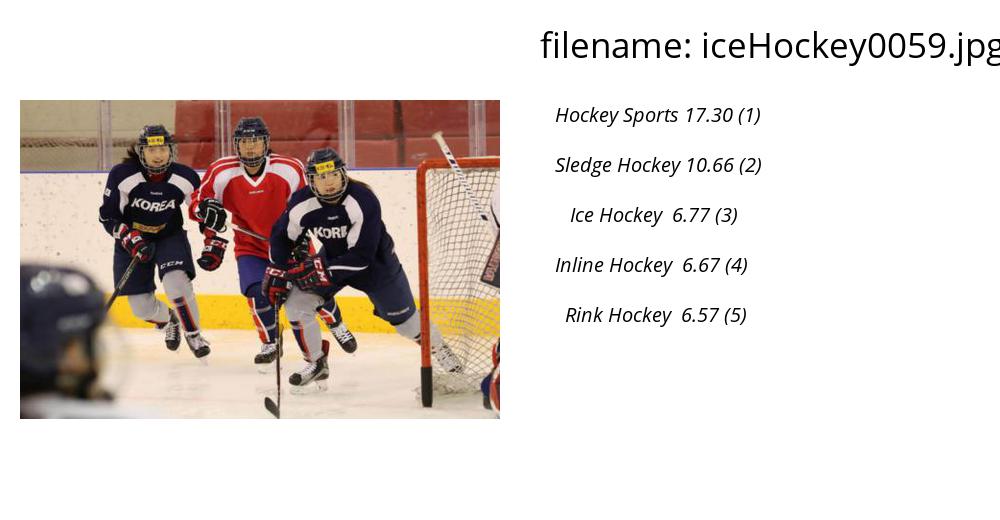 filename: iceHockey0059.jpg
Hockey Sports 17.30 (1)
Sledge Hockey 10.66 (2)
Ice Hockey 6.77 (3)
Inline Hockey 6.67 (4)
Rink Hockey 6.57 (5)
KOREA
CCM